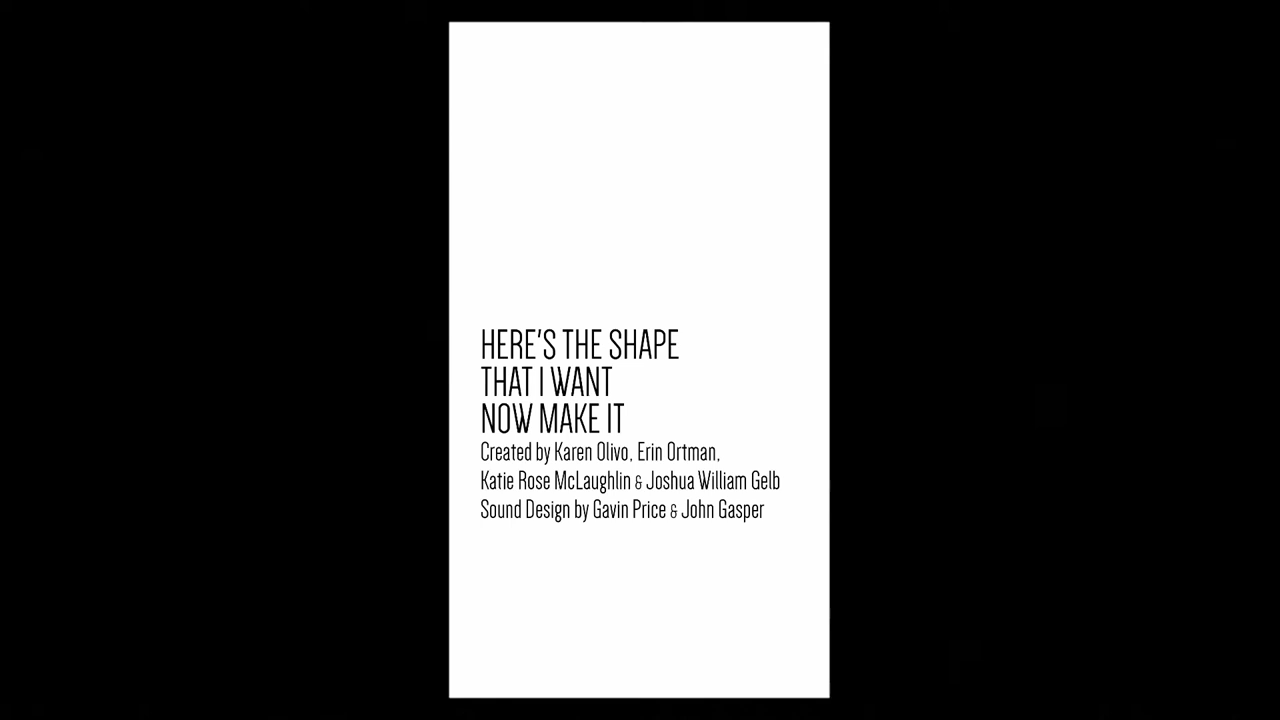 HERE'S THE SHAPE
THAT I WANT
NOW MAKE IT
Created by Karen Olivo, Erin Ortman,
Katie Rose McLaughlin & Joshua William Gelb
Sound Design by Gavin Price & John Gasper